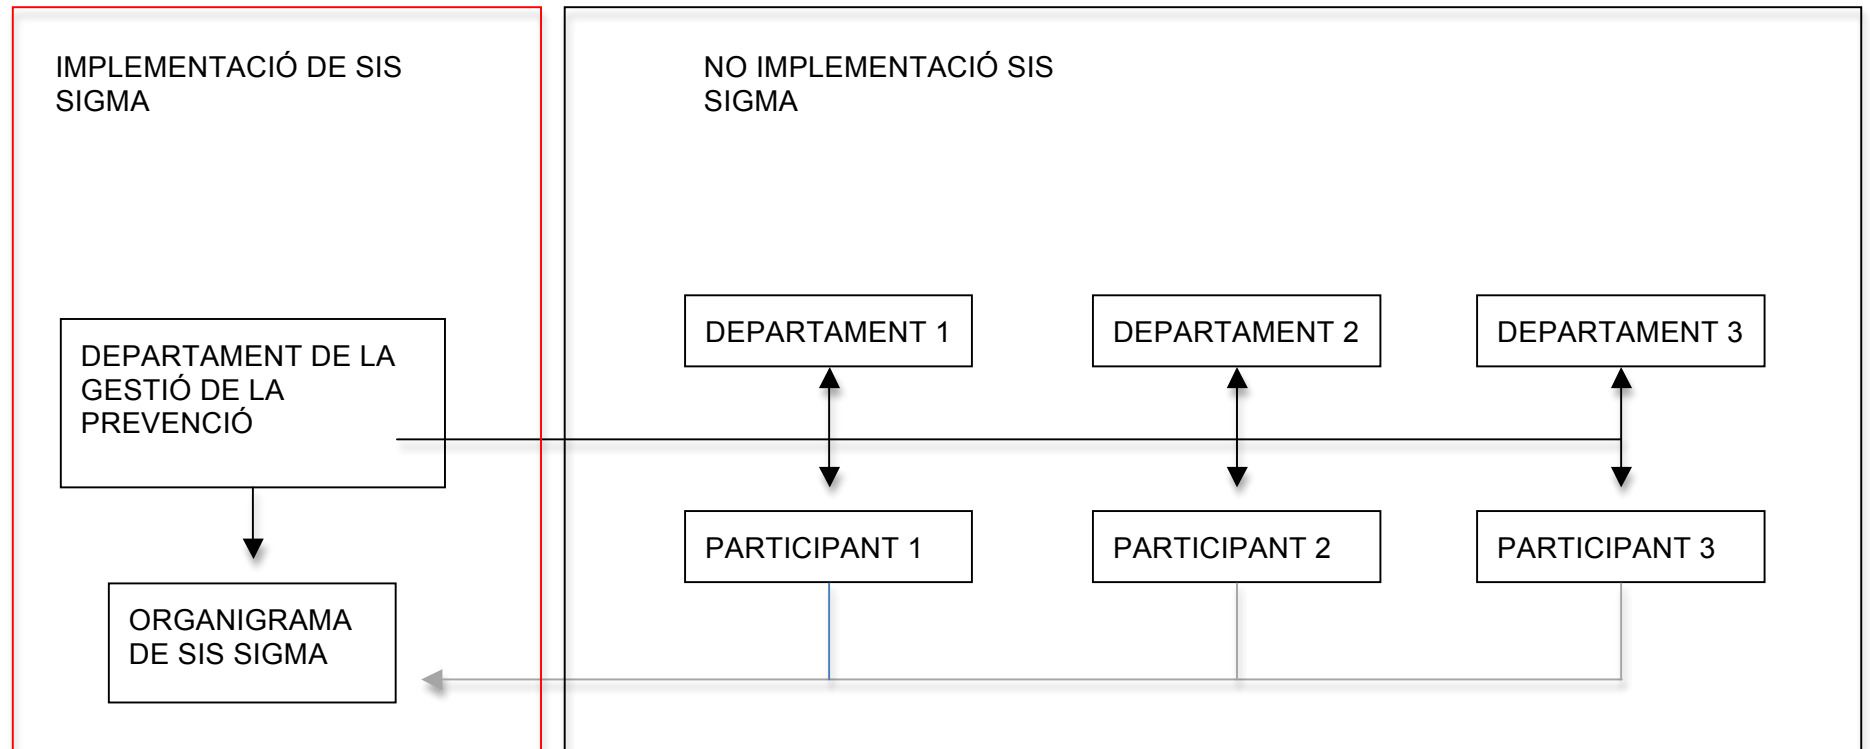 IMPLEMENTACIÓ DE SIS
SIGMA
NO IMPLEMENTACIÓ SIS
SIGMA
DEPARTAMENT DE LA
GESTIÓ DE LA
PREVENCIÓ
DEPARTAMENT 1
DEPARTAMENT 2
DEPARTAMENT 3
PARTICIPANT 1
PARTICIPANT 2
PARTICIPANT 3
ORGANIGRAMA
DE SIS SIGMA